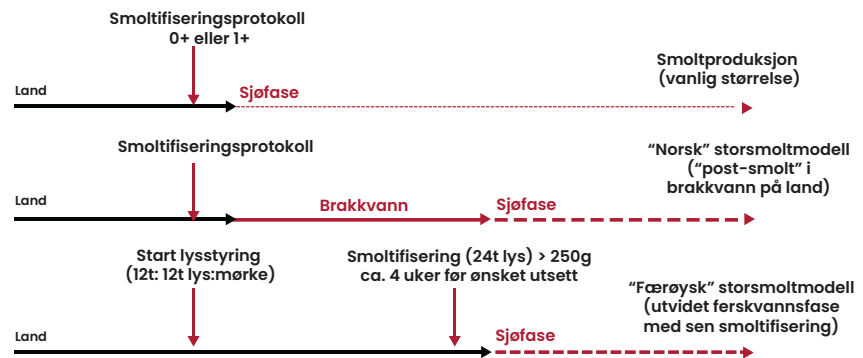 Smoltifiseringsprotokoll
0+ eller 1+
Smoltproduksjon
(vanlig størrelse)
Land
Sjøfase
Smoltifiseringsprotokoll
"Norsk" storsmoltmodell
("post-smolt" i
brakkvann på land)
Land
Brakkvann
Sjøfase
Start lysstyring
(12t: 12t lys:mørke)
Smoltifisering (24t lys) > 250g
ca. 4 uker før ønsket utsett
"Færøysk" storsmoltmodell
(utvidet ferskvannsfase
med sen smoltifisering)
Land
Sjøfase